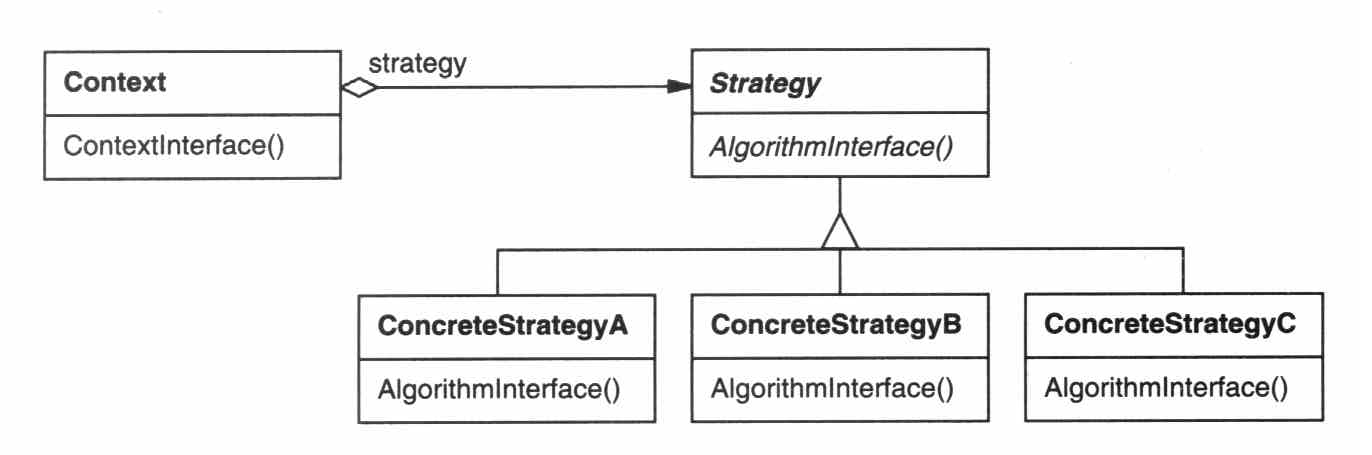 Context
ContextInterface()
strategy
Strategy
AlgorithmInterface()
ConcreteStrategyA
AlgorithmInterface()
ConcreteStrategyB
AlgorithmInterface()
ConcreteStrategyC
AlgorithmInterface()